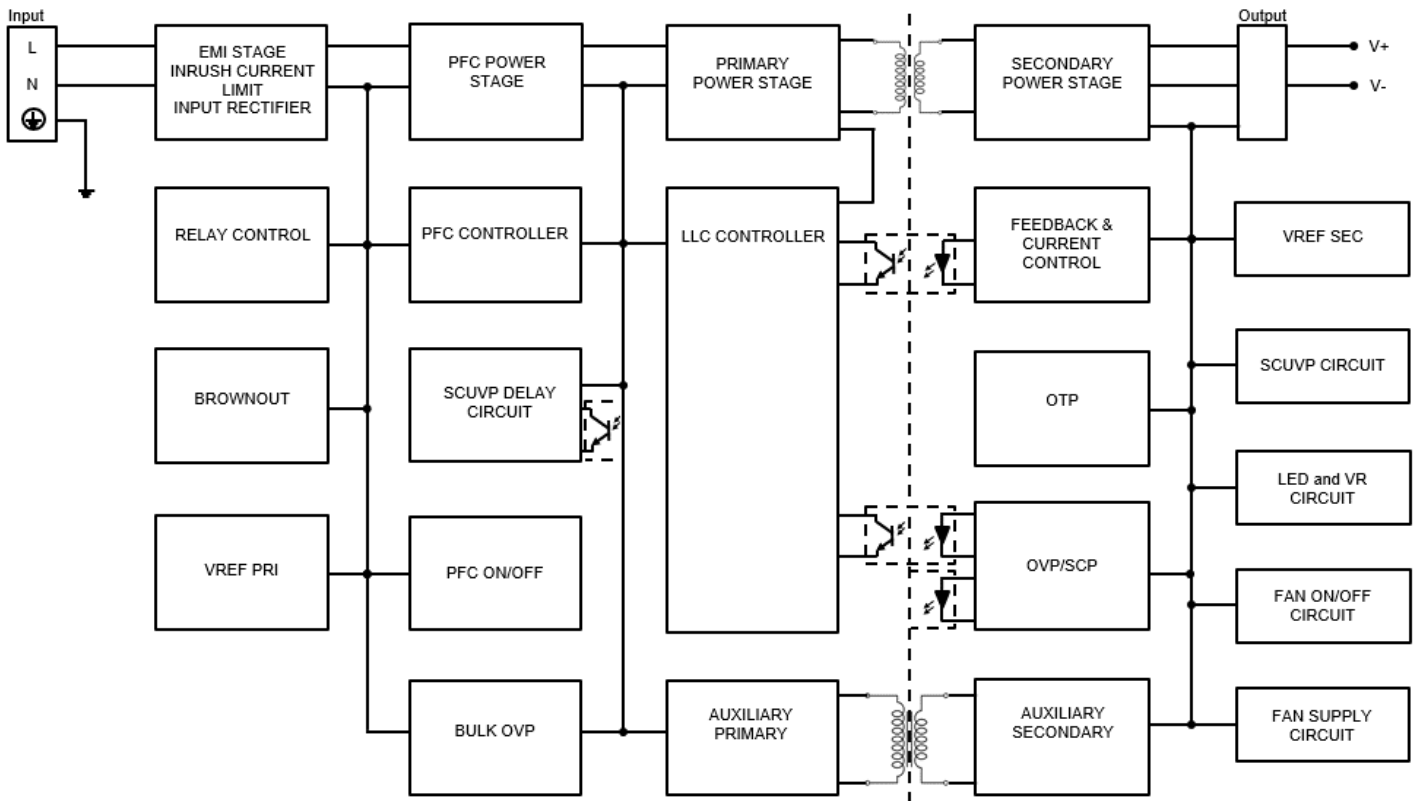 Input
L
N
EMI STAGE
INRUSH CURRENT
LIMIT
INPUT RECTIFIER
PFC POWER
STAGE
PRIMARY
POWER STAGE
SECONDARY
POWER STAGE
Output
V+
V-
RELAY CONTROL
PFC CONTROLLER
LLC CONTROLLER
FEEDBACK &
CURRENT
CONTROL
VREF SEC
BROWNOUT
SCUVP DELAY
CIRCUIT
OTP
SCUVP CIRCUIT
LED and VR
CIRCUIT
VREF PRI
PFC ON/OFF
OVP/SCP
FAN ON/OFF
CIRCUIT
BULK OVP
AUXILIARY
PRIMARY
AUXILIARY
SECONDARY
FAN SUPPLY
CIRCUIT